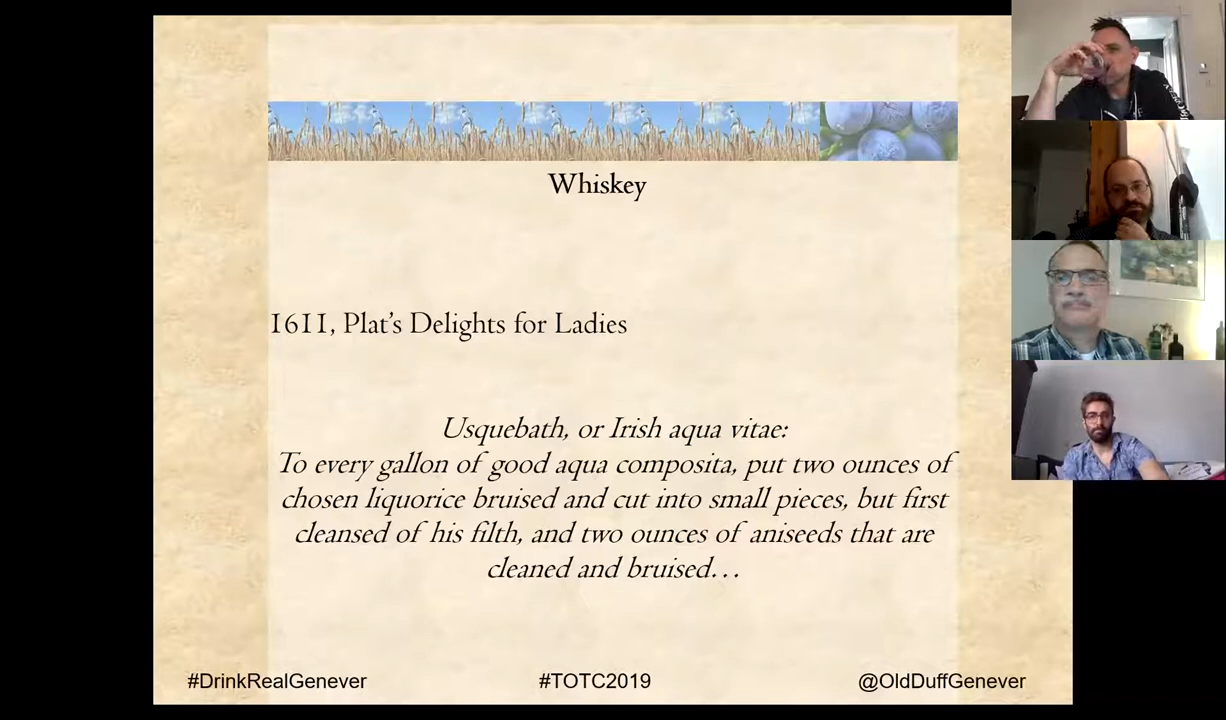 Whiskey
1611, Plat's Delights for Ladies
Usquebath, or Irish aqua vitae:
To every gallon of good aqua composita, put two ounces of
chosen liquorice bruised and cut into small pieces, but first
cleansed of his filth, and two ounces of aniseeds that are
cleaned and bruised…
#DrinkRealGenever
#TOTC2019
@OldDuffGenever